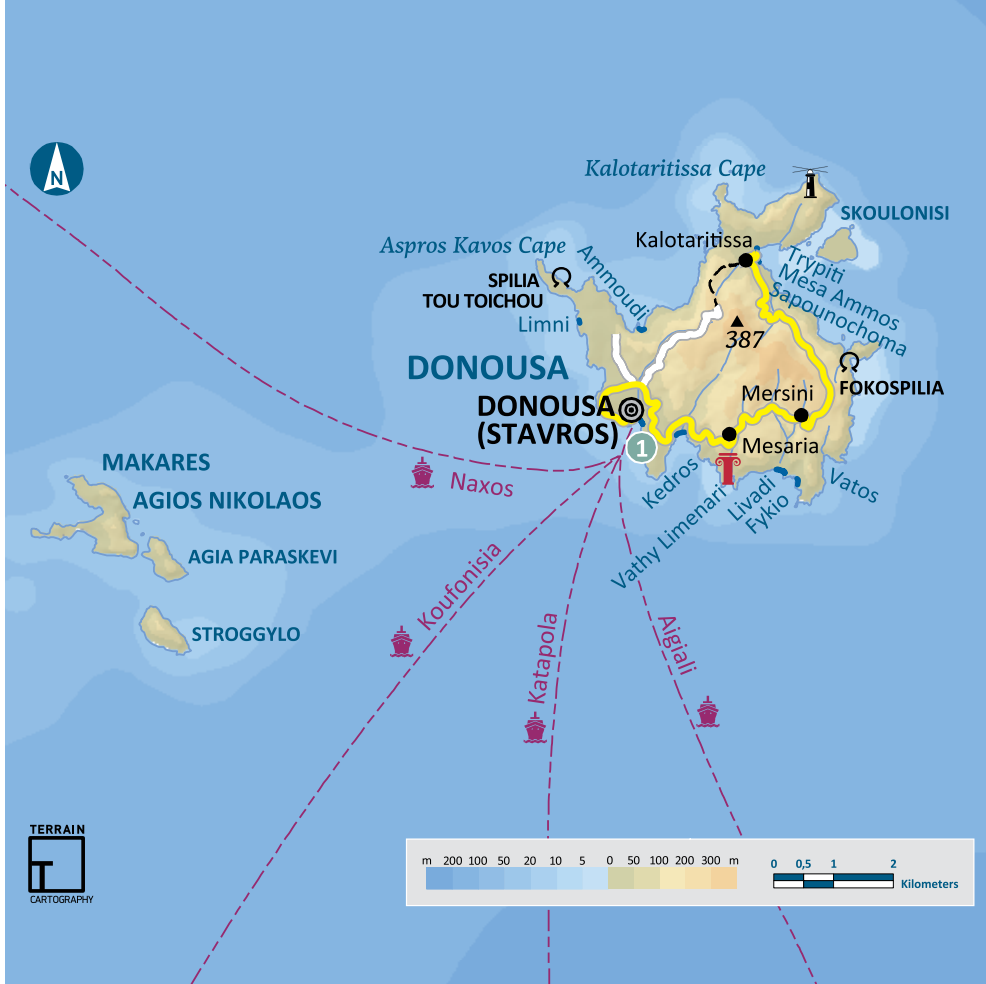 N
Kalotaritissa Cape
SKOULONISI
Kalotaritissa
Aspros Kavos Cape
Ammoudi
Trypiti
Mesa Ammos
Sapounochoma
SPILIA
TOU TOICHOU
Limni
387
DONOUSA
FOKOSPILIA
Mersini
DONOUSA
(STAVROS)
1
Mesaria
MAKARES
Naxos
Kedros
Vathy Limenari
Livadi
Fykio
Vatos
AGIOS NIKOLAOS
AGIA PARASKEVI
Koufonisia
STROGGYLO
Katapola
Aigiali
TERRAIN
T
CARTOGRAPHY
m 200 100 50 20 10 5 0 50 100 200 300 m
0 0,5 1 2
Kilometers